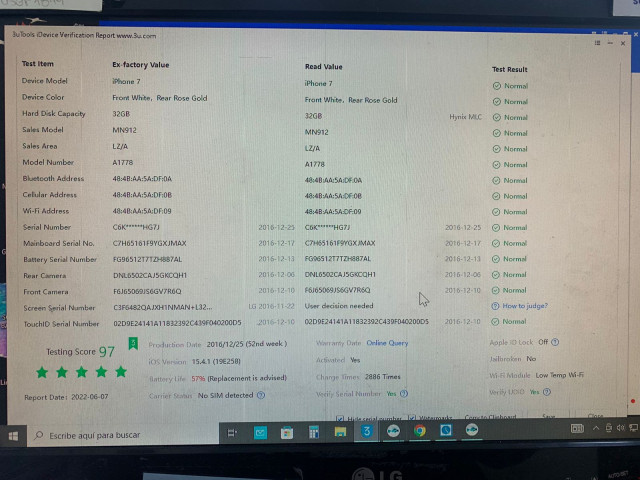 3uTools iDevice Verification Report www.3u.com
Test Item Ex-factory Value Read Value Test Result
Device Model iPhone 7 iPhone 7 Normal
Device Color Front White, Rear Rose Gold Front White, Rear Rose Gold Normal
Hard Disk Capacity 32GB 32GB Hynix MLC Normal
Sales Model MN912 MN912 Normal
Sales Area LZ/A LZ/A Normal
Model Number A1778 A1778 Normal
Bluetooth Address 48:4B:AA:5A:DF:0A 48:4B:AA:5A:DF:0A Normal
Cellular Address 48:4B:AA:5A:DF:0B 48:4B:AA:5A:DF:0B Normal
Wi-Fi Address 48:4B:AA:5A:DF:09 48:4B:AA:5A:DF:09 Normal
Serial Number C6K******HG7J 2016-12-25 C6K******HG7J 2016-12-25 Normal
Mainboard Serial No. C7H65161F9YGXJMAX 2016-12-17 C7H65161F9YGXJMAX 2016-12-17 Normal
Battery Serial Number FG96512T7TZH887AL 2016-12-13 FG96512T7TZH887AL 2016-12-13 Normal
Rear Camera DNL6502CAJ5GKCQH1 2016-12-06 DNL6502CAJ5GKCQH1 2016-12-06 Normal
Front Camera F6J65069JS6GV7R6Q 2016-12-10 F6J65069JS6GV7R6Q 2016-12-10 Normal
Screen Serial Number C3F6482QAJXH1NMAN+L32... LG 2016-11-22 User decision needed How to judge?
TouchID Serial Number 02D9E24141A11832392C439F040200D5 2016-12-10 02D9E24141A11832392C439F040200D5 2016-12-10 Normal
Testing Score 97 Production Date 2016/12/25 (52nd week) Warranty Date Online Query Apple ID Lock Off
iOS Version 15.4.1 (19E258) Activated Yes Jailbroken No
Battery Life 57% (Replacement is advised) Charge Times 2886 Times Wi-Fi Module Low Temp Wi-Fi
Report Date: 2022-06-07 Carrier Status No SIM detected Verify Serial Number Yes Verify UDID Yes
Hide serial number Watermark Copy to Clipboard Save Close
Escribe aquí para buscar
LG